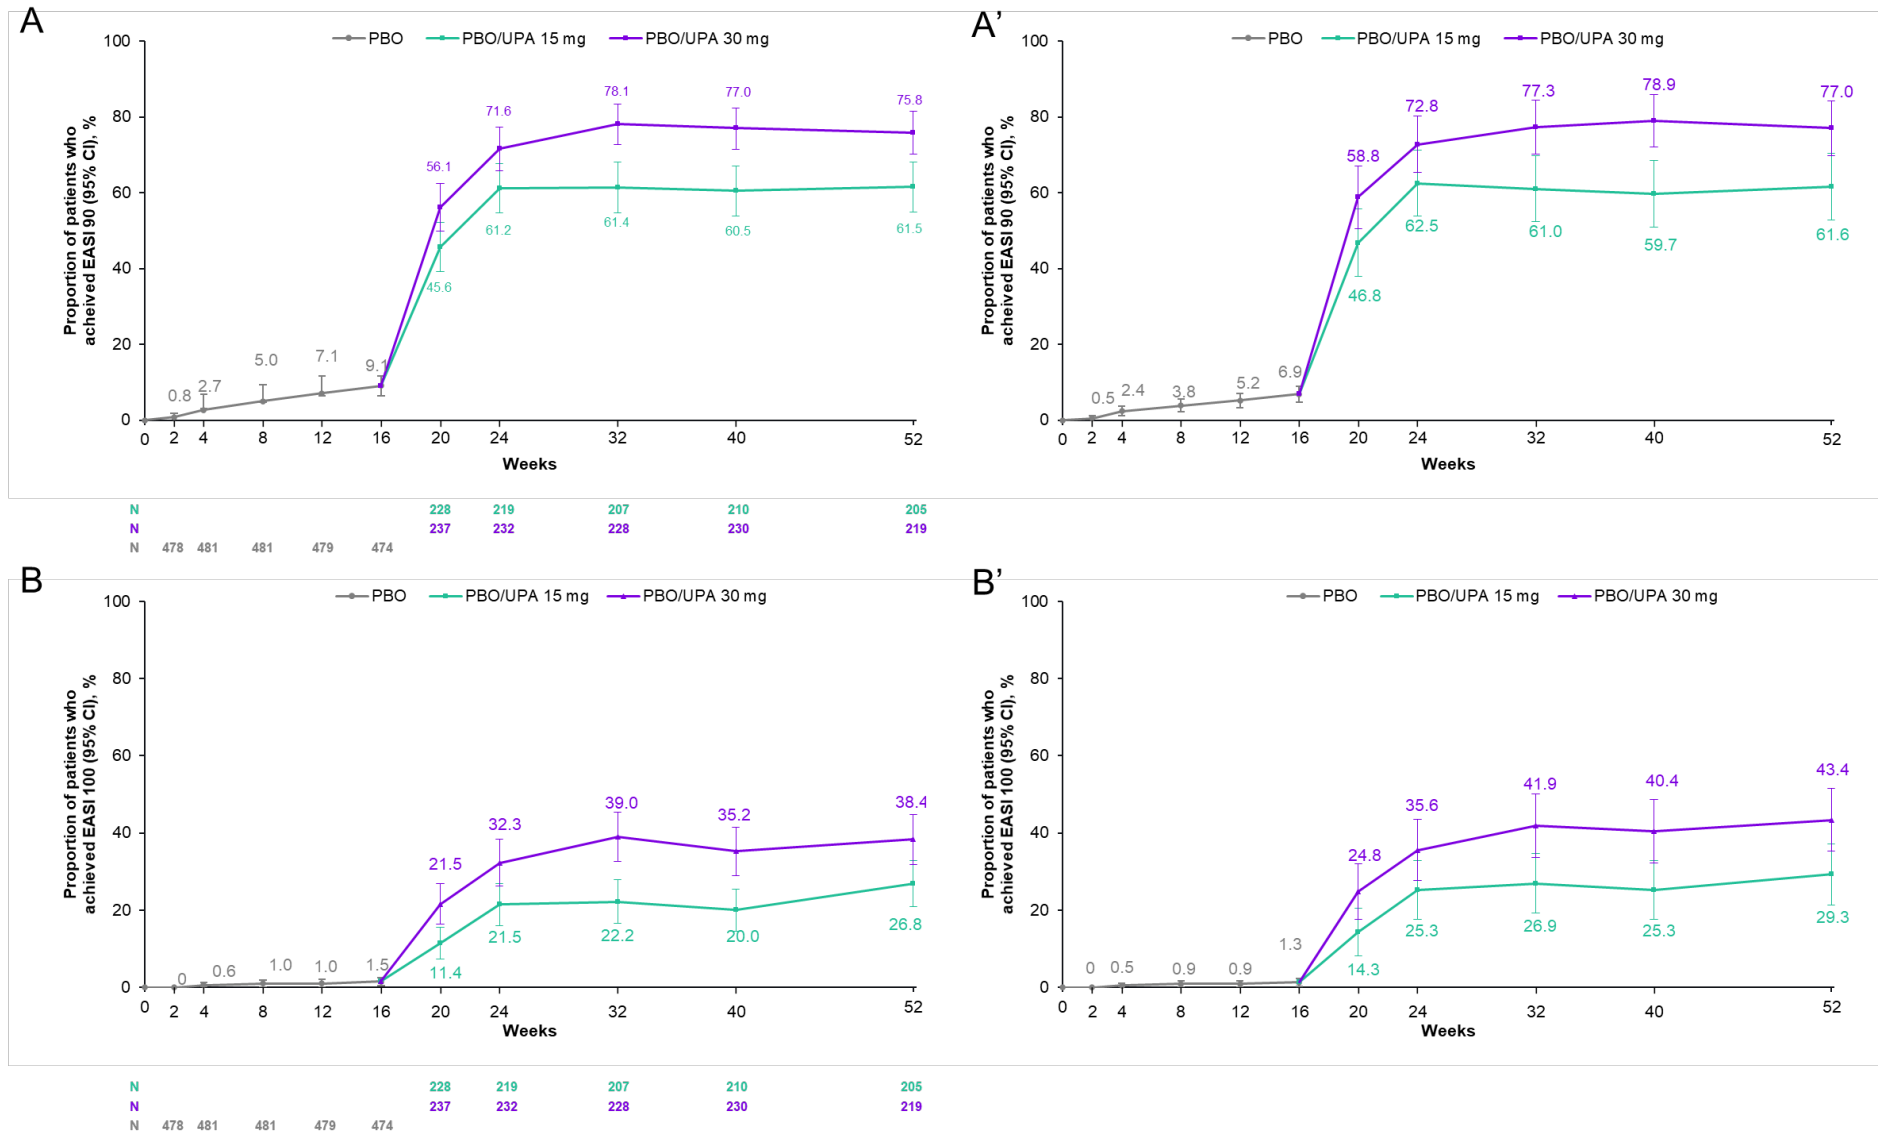 A
A’
PBO
PBO/UPA 15 mg
PBO/UPA 30 mg
Proportion of patients who
acheived EASI 90 (95% CI), %
100
80
60
40
20
0
0.8
2.7
5.0
7.1
9.1
56.1
71.6
78.1
77.0
75.8
45.6
61.2
61.4
60.5
61.5
0 2 4 8 12 16 20 24 32 40 52
Weeks
PBO
PBO/UPA 15 mg
PBO/UPA 30 mg
Proportion of patients who
acheived EASI 90 (95% CI), %
100
80
60
40
20
0
0.5
2.4
3.8
5.2
6.9
58.8
72.8
77.3
78.9
77.0
46.8
62.5
61.0
59.7
61.6
0 2 4 8 12 16 20 24 32 40 52
Weeks
N 228 219 207 210 205
N 237 232 228 230 219
N 478 481 481 479 474
B
B’
PBO
PBO/UPA 15 mg
PBO/UPA 30 mg
Proportion of patients who
achieved EASI 100 (95% CI), %
100
80
60
40
20
0
0
0.6
1.0
1.0
1.5
21.5
32.3
39.0
35.2
38.4
11.4
21.5
22.2
20.0
26.8
0 2 4 8 12 16 20 24 32 40 52
Weeks
PBO
PBO/UPA 15 mg
PBO/UPA 30 mg
Proportion of patients who
achieved EASI 100 (95% CI), %
100
80
60
40
20
0
0
0.5
0.9
0.9
1.3
24.8
35.6
41.9
40.4
43.4
14.3
25.3
26.9
25.3
29.3
0 2 4 8 12 16 20 24 32 40 52
Weeks
N 228 219 207 210 205
N 237 232 228 230 219
N 478 481 481 479 474